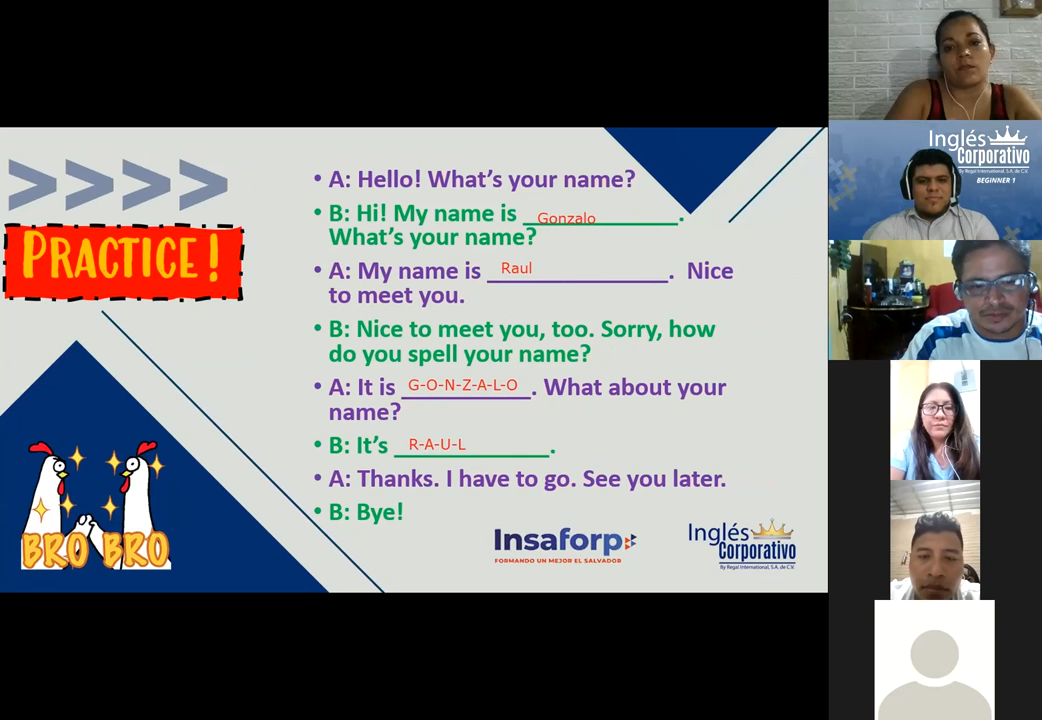 >>>>
PRACTICE!
• A: Hello! What's your name?
• B: Hi! My name is ____Gonzalo____.
What's your name?
• A: My name is ____Raul____. Nice
to meet you.
• B: Nice to meet you, too. Sorry, how
do you spell your name?
• A: It is G-O-N-Z-A-L-O. What about your
name?
• B: It's R-A-U-L.
• A: Thanks. I have to go. See you later.
• B: Bye!
BRO BRO
Insaforp
FORMANDO UN MEJOR EL SALVADOR
Inglés
Corporativo
By Regal International, S.A. de C.V.
Inglés
Corporativo
By Regal International, S.A. de C.V.
BEGINNER 1